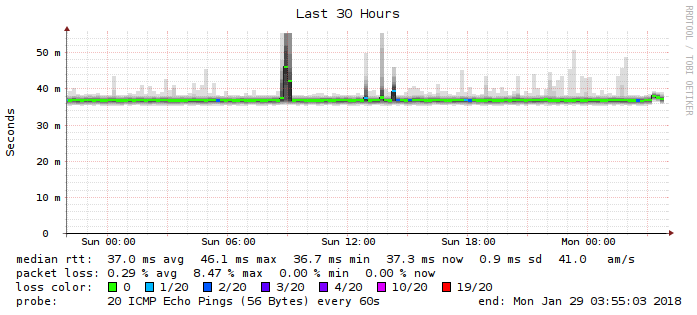 Last 30 Hours
RRDTOOL / TOBI OETIKER
Seconds
50 m
40 m
30 m
20 m
10 m
0
Sun 00:00 Sun 06:00 Sun 12:00 Sun 18:00 Mon 00:00
median rtt: 37.0 ms avg 46.1 ms max 36.7 ms min 37.3 ms now 0.9 ms sd 41.0 am/s
packet loss: 0.29 % avg 8.47 % max 0.00 % min 0.00 % now
loss color: 0 1/20 2/20 3/20 4/20 10/20 19/20
probe: 20 ICMP Echo Pings (56 Bytes) every 60s end: Mon Jan 29 03:55:03 2018